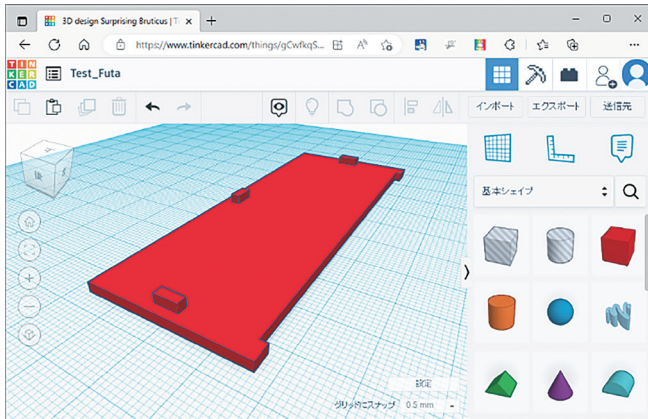 3D design Surprising Bruticus | T
https://www.tinkercad.com/things/gCwfkqS...
TIN
KER
CAD
Test_Futa
インポート
エクスポート
送信先
基本シェイプ
設定
グリッドにスナップ 0.5 mm